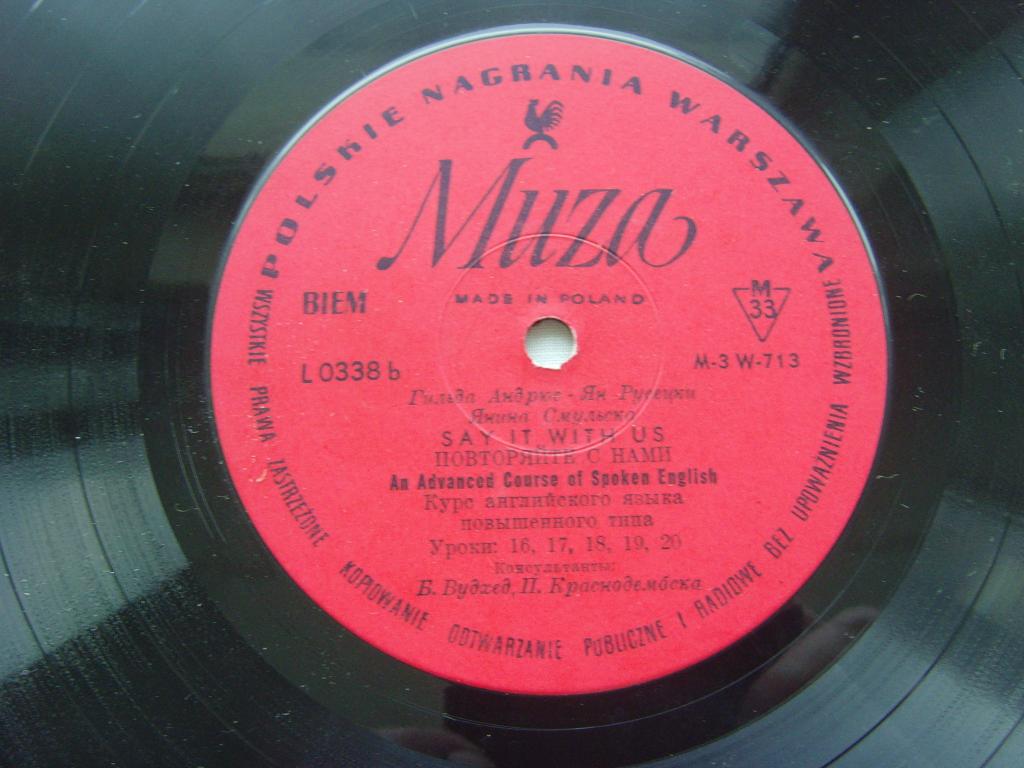 POLSKIE NAGRANIA WARSZAWA
Muza
MADE IN POLAND
BIEM
M
33
L 0338 b
M-3 W-713
Гильда Андрюс - Ян Русецки
Янина Смульска
SAY IT WITH US
ПОВТОРЯЙТЕ С НАМИ
An Advanced Course of Spoken English
Курс английского языка
повышенного типа
Уроки: 16, 17, 18, 19, 20
Консультанты:
Б. Вудхед, П. Краснодембска
WSZYSTKIE PRAWA ZASTRZEŻONE KOPIOWANIE ODTWARZANIE PUBLICZNE I RADIOWE BEZ UPOWAŻNIENIA WZBRONIONE